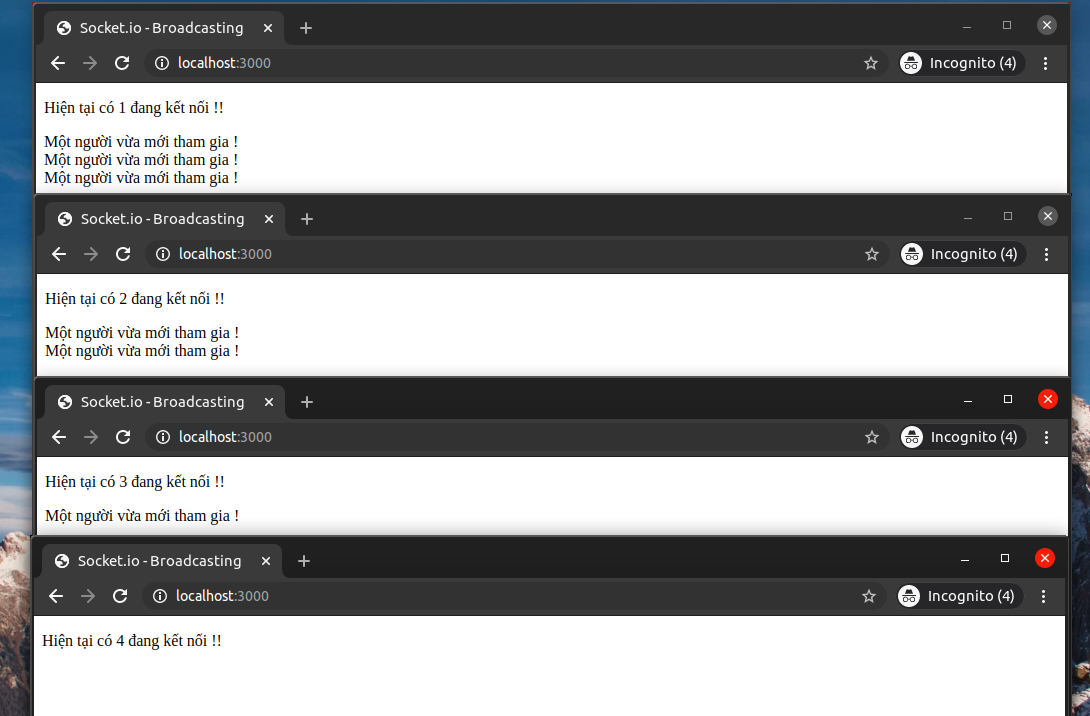 Socket.io - Broadcasting
localhost:3000
Incognito (4)
Hiện tại có 1 đang kết nối !!
Một người vừa mới tham gia !
Một người vừa mới tham gia !
Một người vừa mới tham gia !
Socket.io - Broadcasting
localhost:3000
Incognito (4)
Hiện tại có 2 đang kết nối !!
Một người vừa mới tham gia !
Một người vừa mới tham gia !
Socket.io - Broadcasting
localhost:3000
Incognito (4)
Hiện tại có 3 đang kết nối !!
Một người vừa mới tham gia !
Socket.io - Broadcasting
localhost:3000
Incognito (4)
Hiện tại có 4 đang kết nối !!